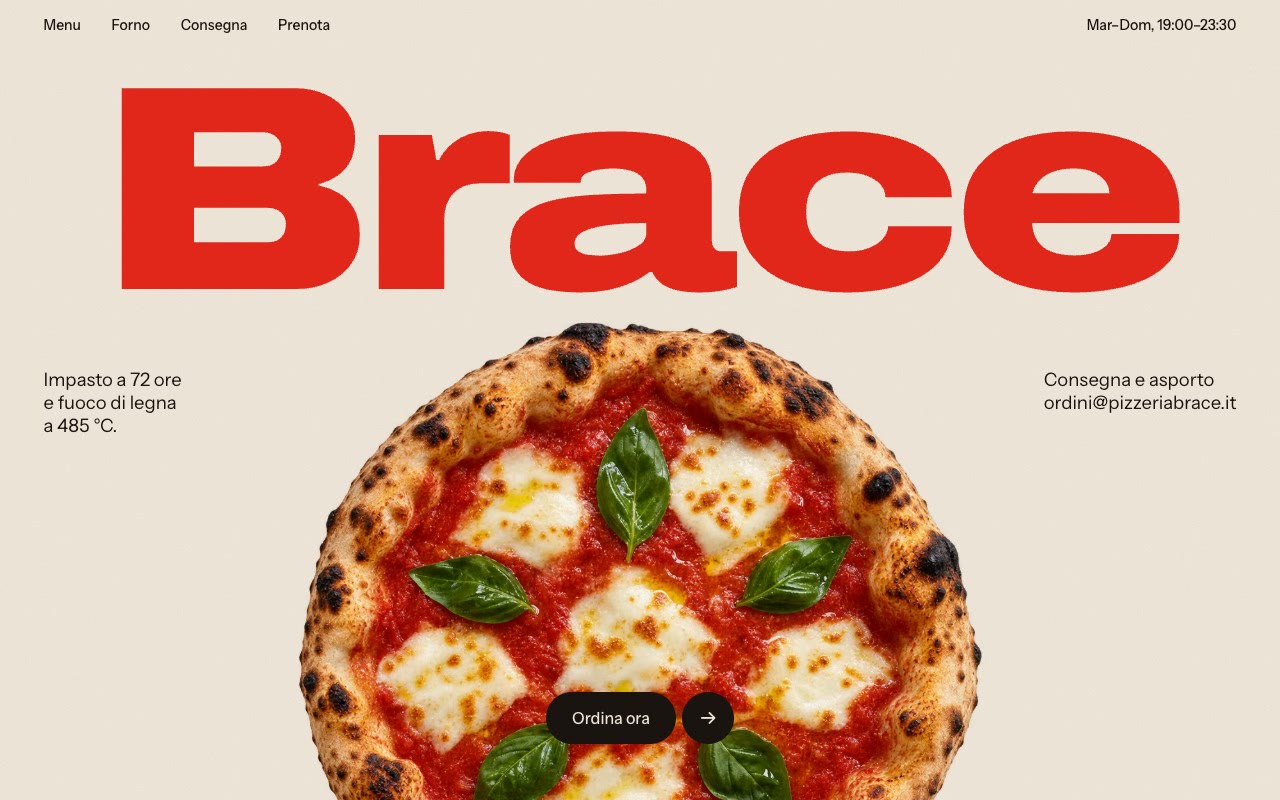 Menu Forno Consegna Prenota Mar–Dom, 19:00–23:30
Brace
Impasto a 72 ore
e fuoco di legna
a 485 °C.
Consegna e asporto
ordini@pizzeriabrace.it
Ordina ora